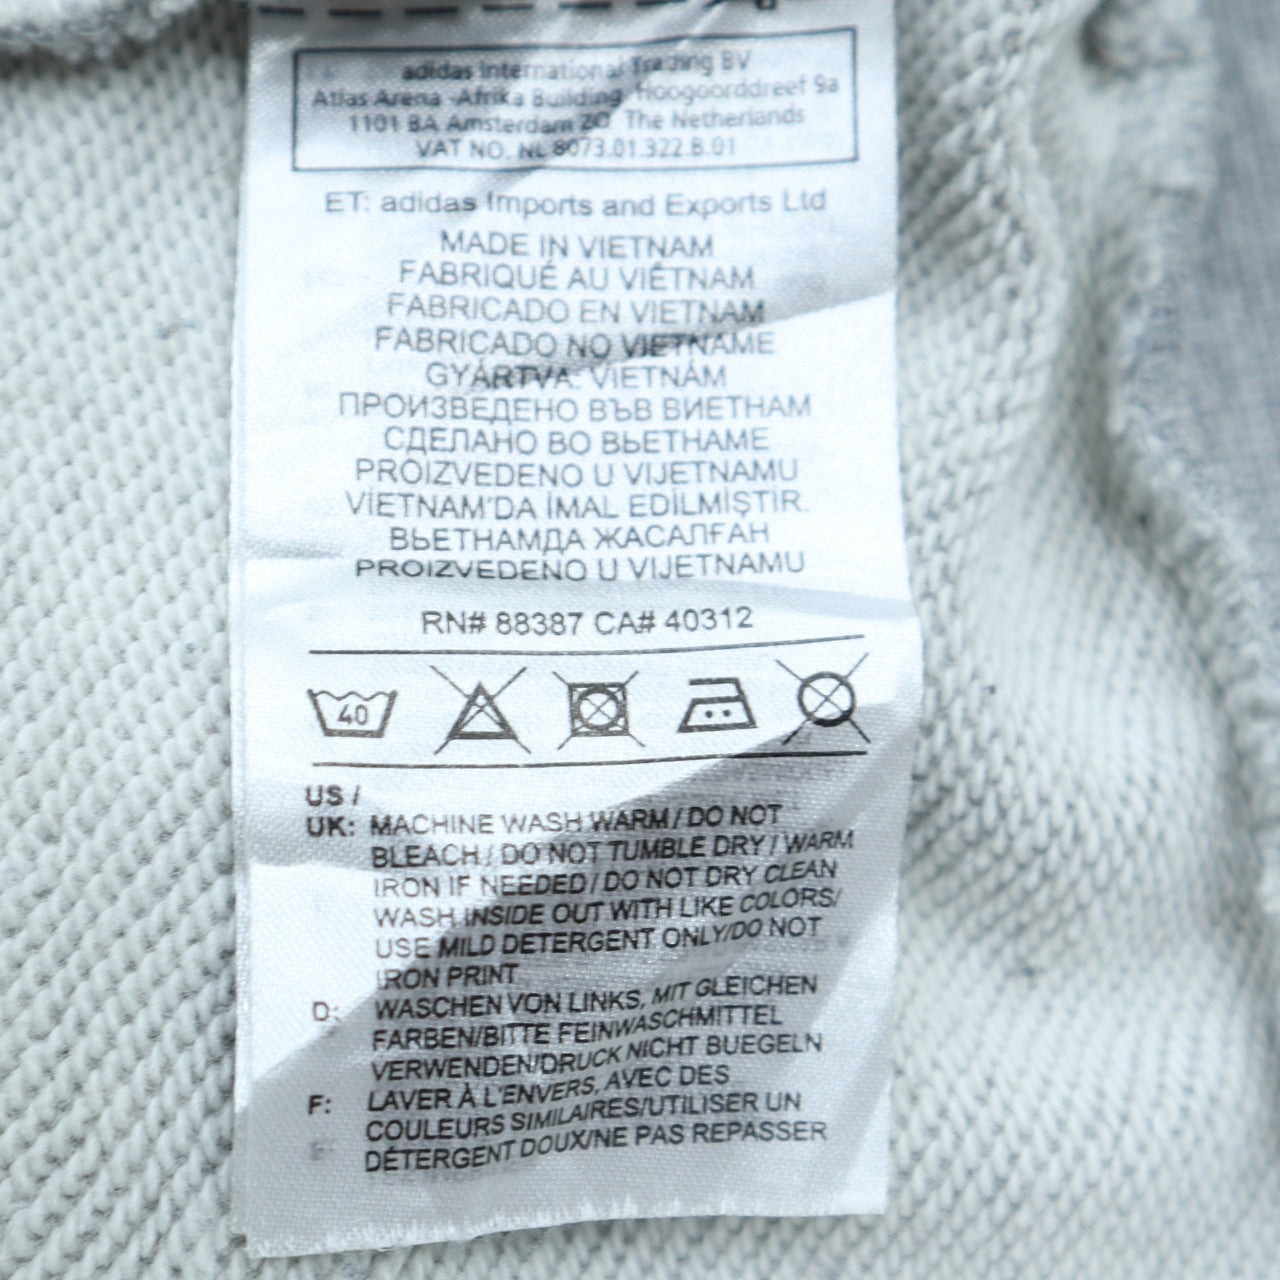 adidas International Trading BV
Atlas Arena -Afrika Building, Hoogoorddreef 9a
1101 BA Amsterdam ZO The Netherlands
VAT NO. NL 8073.01.322.B.01
ET: adidas Imports and Exports Ltd
MADE IN VIETNAM
FABRIQUÉ AU VIÊTNAM
FABRICADO EN VIETNAM
FABRICADO NO VIETNAME
GYÁRTVA: VIETNÁM
ПРОИЗВЕДЕНО ВЪВ ВИЕТНАМ
СДЕЛАНО ВО ВЬЕТНАМЕ
PROIZVEDENO U VIJETNAMU
VİETNAM'DA İMAL EDİLMİŞTİR.
ВЬЕТНАМДА ЖАСАЛҒАН
PROIZVEDENO U VIJETNAMU
RN# 88387 CA# 40312
40
US /
UK: MACHINE WASH WARM / DO NOT
BLEACH / DO NOT TUMBLE DRY / WARM
IRON IF NEEDED / DO NOT DRY CLEAN
WASH INSIDE OUT WITH LIKE COLORS/
USE MILD DETERGENT ONLY/DO NOT
IRON PRINT
D: WASCHEN VON LINKS, MIT GLEICHEN
FARBEN/BITTE FEINWASCHMITTEL
VERWENDEN/DRUCK NICHT BUEGELN
F: LAVER À L'ENVERS, AVEC DES
COULEURS SIMILAIRES/UTILISER UN
DÉTERGENT DOUX/NE PAS REPASSER